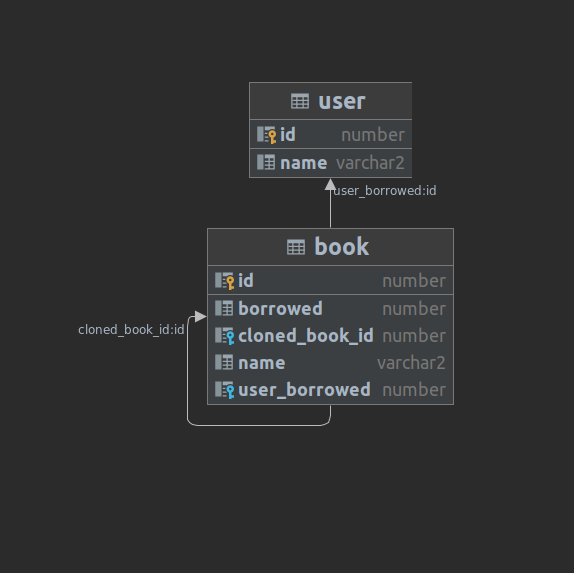 user
id number
name varchar2
user_borrowed:id
book
id number
borrowed number
cloned_book_id number
cloned_book_id:id
name varchar2
user_borrowed number